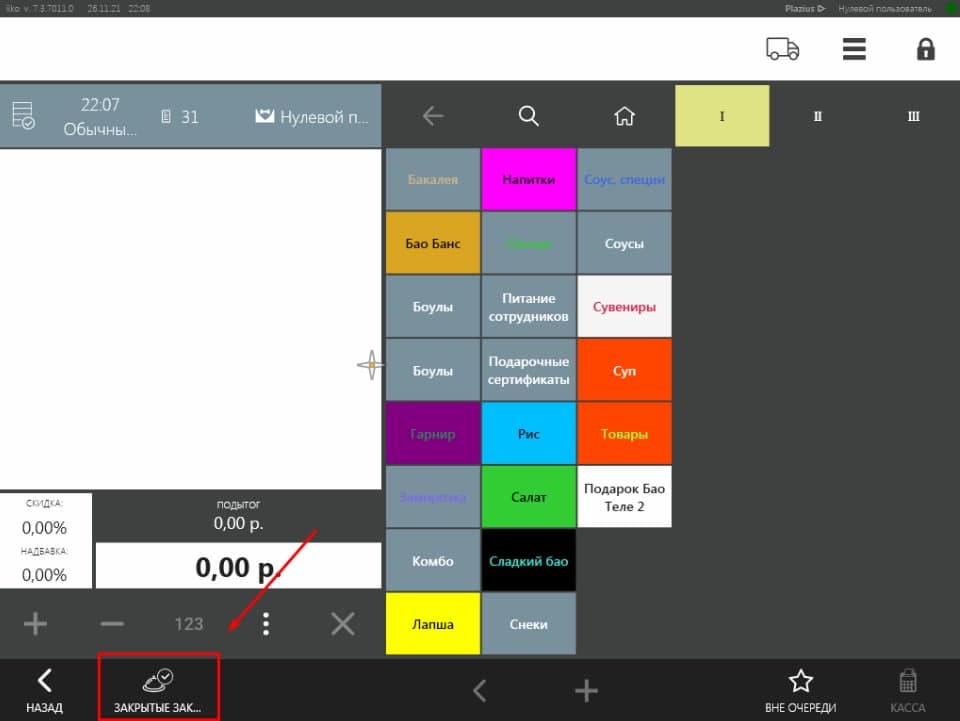 iiko v. 7.3.7011.0 26.11.21 22:08 Plazius Нулевой пользователь
22:07
Обычны... 31 Нулевой п...
I II III
Бакалея Напитки Соус, специи
Бао Банс Соусы
Боулы Питание сотрудников Сувениры
Боулы Подарочные сертификаты Суп
Гарнир Рис Товары
Заморозка Салат Подарок Бао Теле 2
Комбо Сладкий бао
Лапша Снеки
СКИДКА:
0,00%
НАДБАВКА:
0,00%
ПОДЫТОГ
0,00 р.
0,00 р.
123
НАЗАД ЗАКРЫТЫЕ ЗАК... ВНЕ ОЧЕРЕДИ КАССА